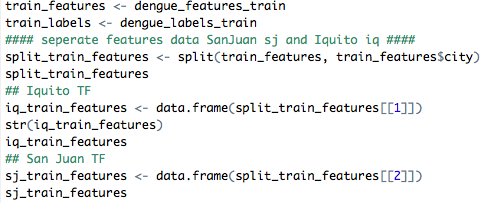 train_features <- dengue_features_train
train_labels <- dengue_labels_train
#### seperate features data SanJuan sj and Iquito iq ####
split_train_features <- split(train_features, train_features$city)
split_train_features
## Iquito TF
iq_train_features <- data.frame(split_train_features[[1]])
str(iq_train_features)
iq_train_features
## San Juan TF
sj_train_features <- data.frame(split_train_features[[2]])
sj_train_features